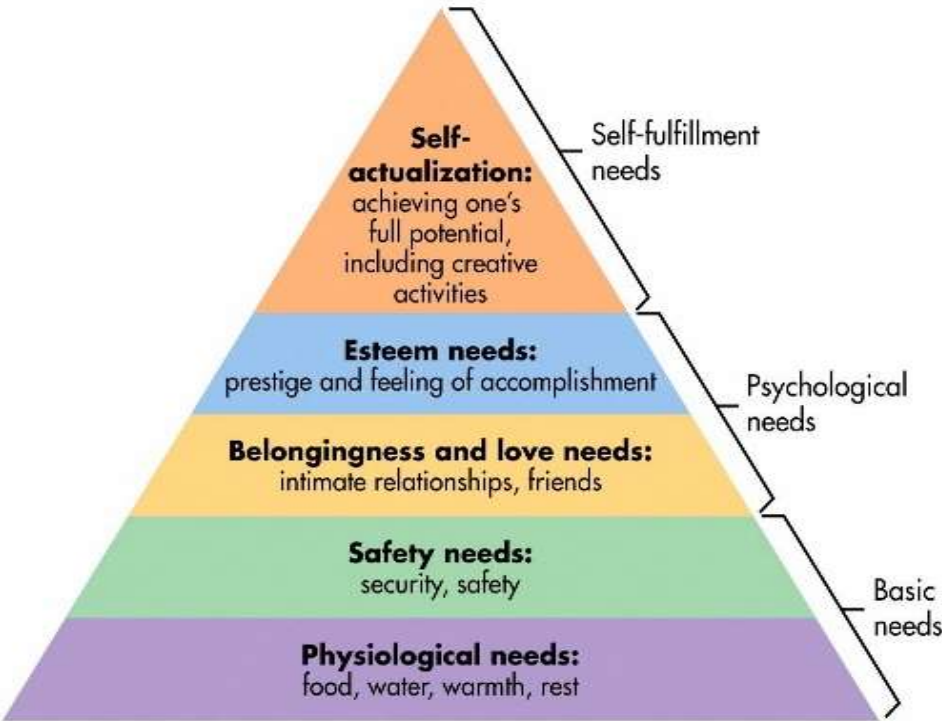 Self-
actualization:
achieving one's
full potential,
including creative
activities
Self-fulfillment
needs
Esteem needs:
prestige and feeling of accomplishment
Psychological
needs
Belongingness and love needs:
intimate relationships, friends
Safety needs:
security, safety
Basic
needs
Physiological needs:
food, water, warmth, rest